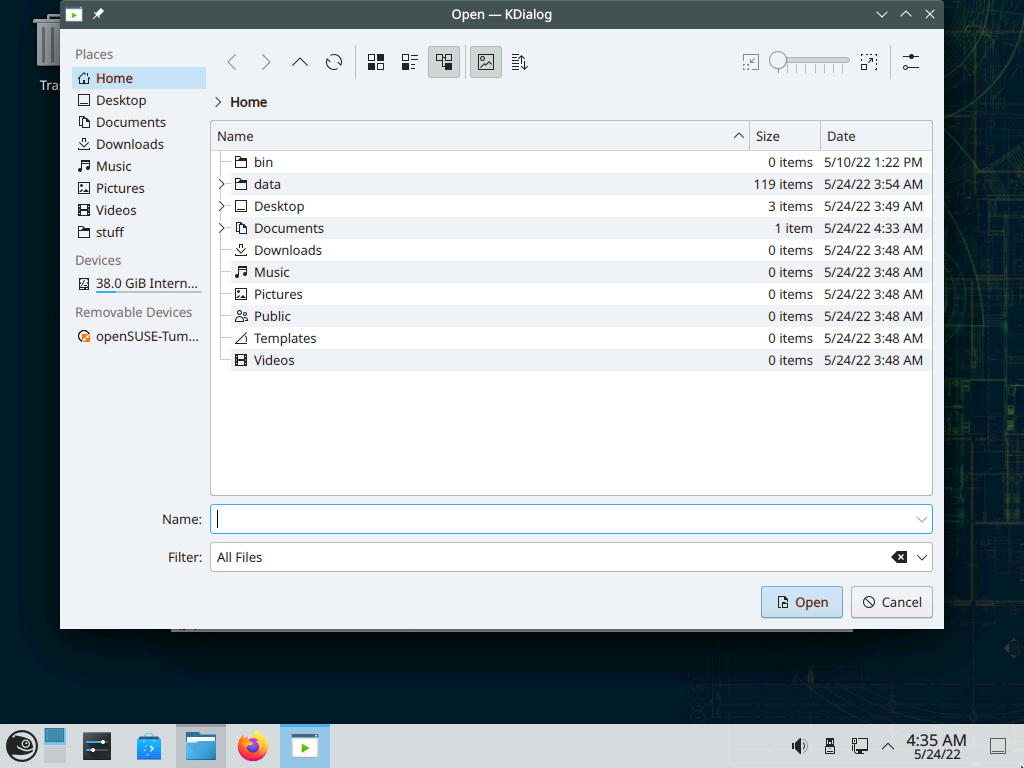 Open — KDialog
Places
Home
Desktop
Documents
Downloads
Music
Pictures
Videos
stuff
Devices
38.0 GiB Intern...
Removable Devices
openSUSE-Tum...
Home
Name Size Date
bin 0 items 5/10/22 1:22 PM
data 119 items 5/24/22 3:54 AM
Desktop 3 items 5/24/22 3:49 AM
Documents 1 item 5/24/22 4:33 AM
Downloads 0 items 5/24/22 3:48 AM
Music 0 items 5/24/22 3:48 AM
Pictures 0 items 5/24/22 3:48 AM
Public 0 items 5/24/22 3:48 AM
Templates 0 items 5/24/22 3:48 AM
Videos 0 items 5/24/22 3:48 AM
Name:
Filter: All Files
Open Cancel
Tra
4:35 AM
5/24/22